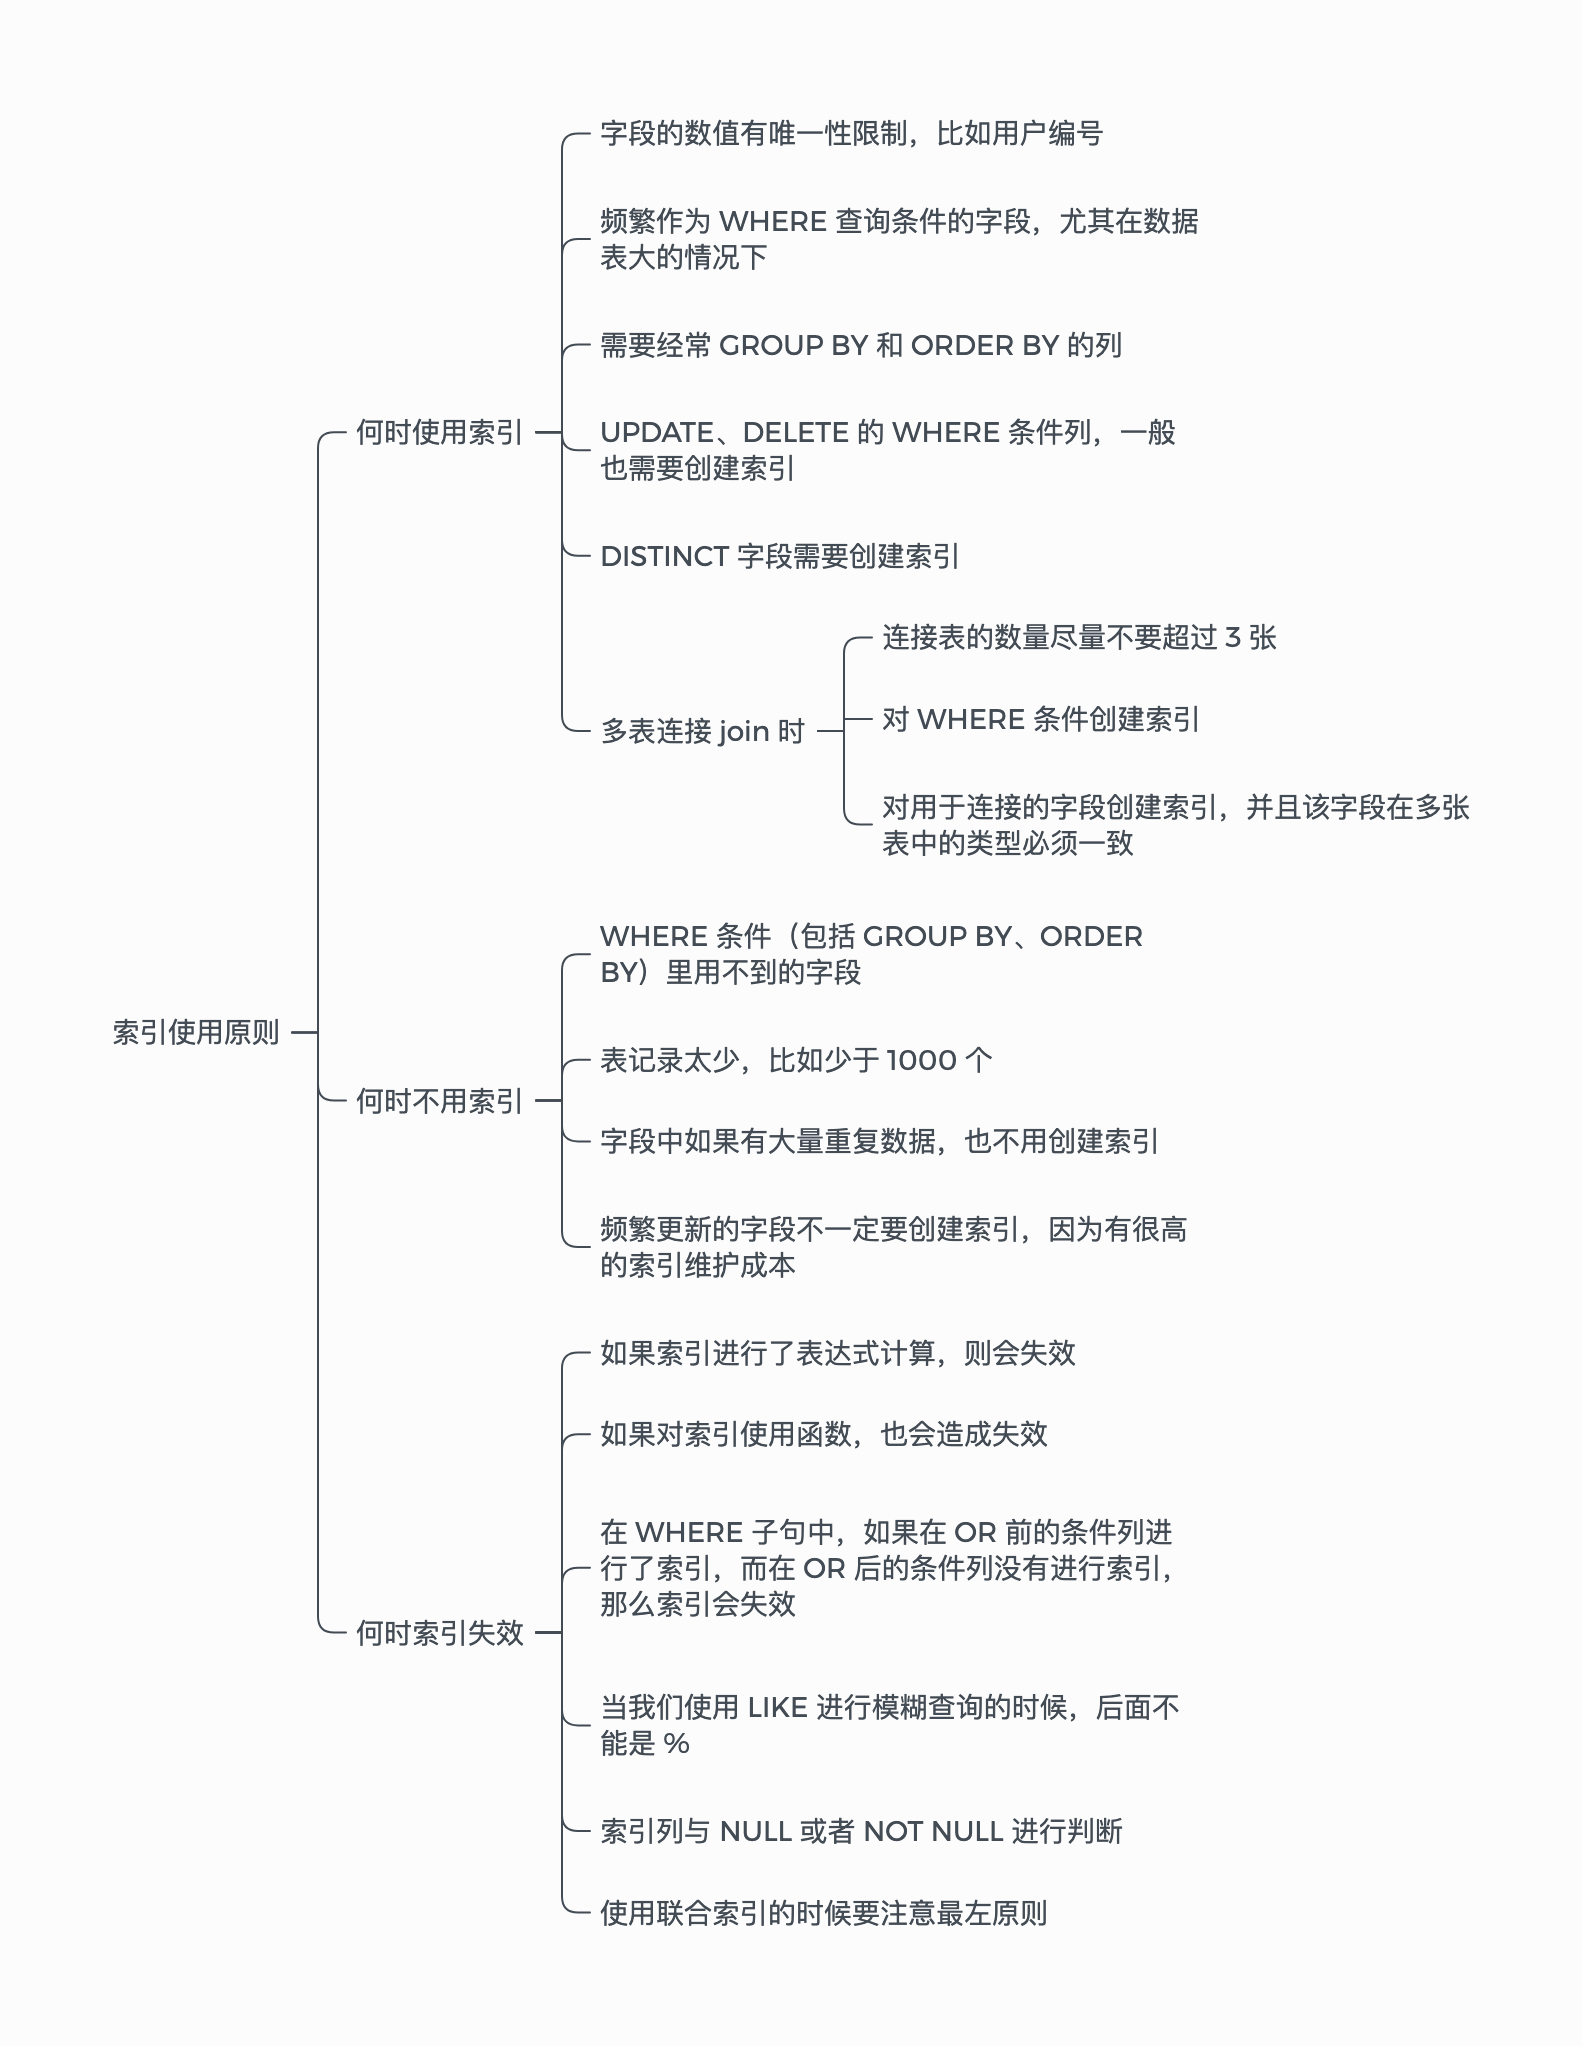 字段的数值有唯一性限制，比如用户编号
频繁作为 WHERE 查询条件的字段，尤其在数据
表大的情况下
需要经常 GROUP BY 和 ORDER BY 的列
何时使用索引
UPDATE、DELETE 的 WHERE 条件列，一般
也需要创建索引
DISTINCT 字段需要创建索引
多表连接 join 时
连接表的数量尽量不要超过 3 张
对 WHERE 条件创建索引
对用于连接的字段创建索引，并且该字段在多张
表中的类型必须一致
索引使用原则
何时不用索引
WHERE 条件（包括 GROUP BY、ORDER
BY）里用不到的字段
表记录太少，比如少于 1000 个
字段中如果有大量重复数据，也不用创建索引
频繁更新的字段不一定要创建索引，因为有很高
的索引维护成本
何时索引失效
如果索引进行了表达式计算，则会失效
如果对索引使用函数，也会造成失效
在 WHERE 子句中，如果在 OR 前的条件列进
行了索引，而在 OR 后的条件列没有进行索引，
那么索引会失效
当我们使用 LIKE 进行模糊查询的时候，后面不
能是 %
索引列与 NULL 或者 NOT NULL 进行判断
使用联合索引的时候要注意最左原则